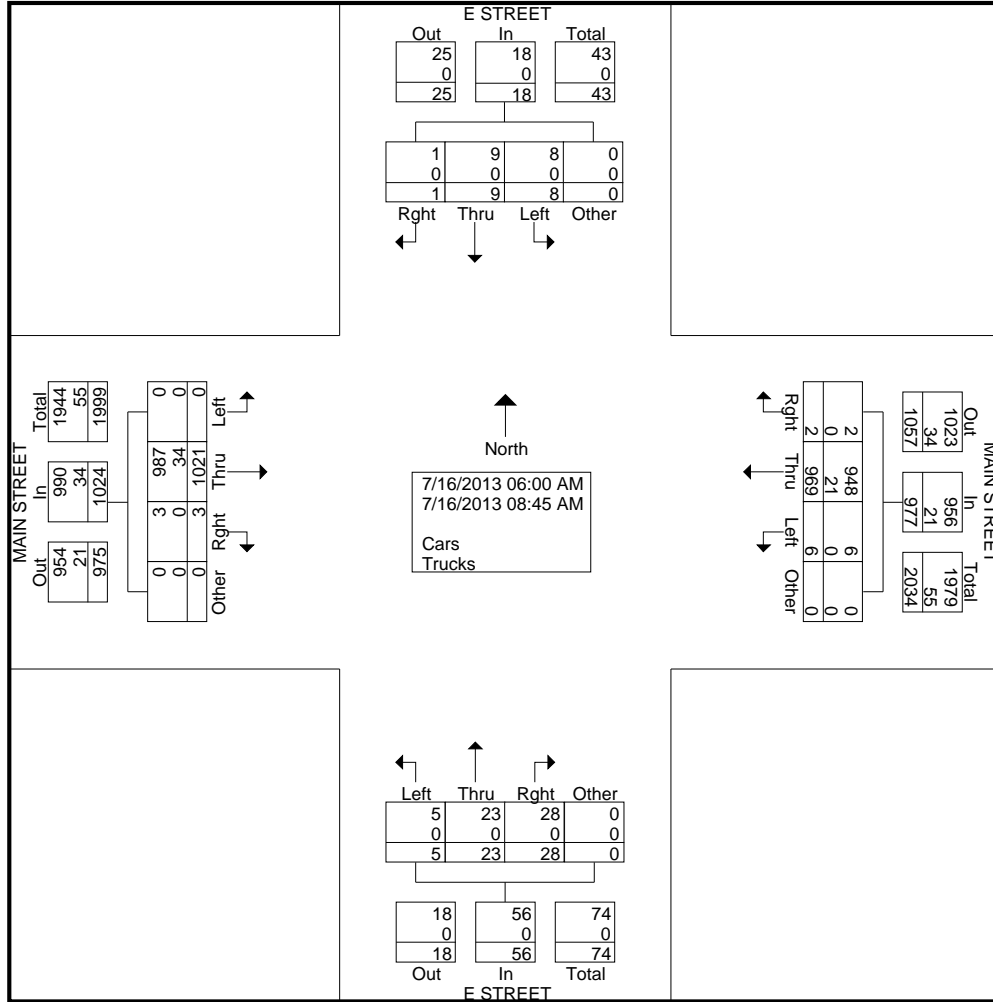 E STREET
Out In Total
25 18 43
0 0 0
25 18 43
1 9 8 0
0 0 0 0
1 9 8 0
Rght Thru Left Other
MAIN STREET
Total In Out
1944 990 954
55 34 21
1999 1024 975
0 987 3 0
0 34 0 0
0 1021 3 0
Left Thru Rght Other
North
7/16/2013 06:00 AM
7/16/2013 08:45 AM
Cars
Trucks
Rght Thru Left Other
2 969 6 0
0 21 0 0
2 948 6 0
1057 977 2034
34 21 55
1023 956 1979
Out In Total
MAIN STREET
Left Thru Rght Other
5 23 28 0
0 0 0 0
5 23 28 0
18 56 74
0 0 0
18 56 74
Out In Total
E STREET